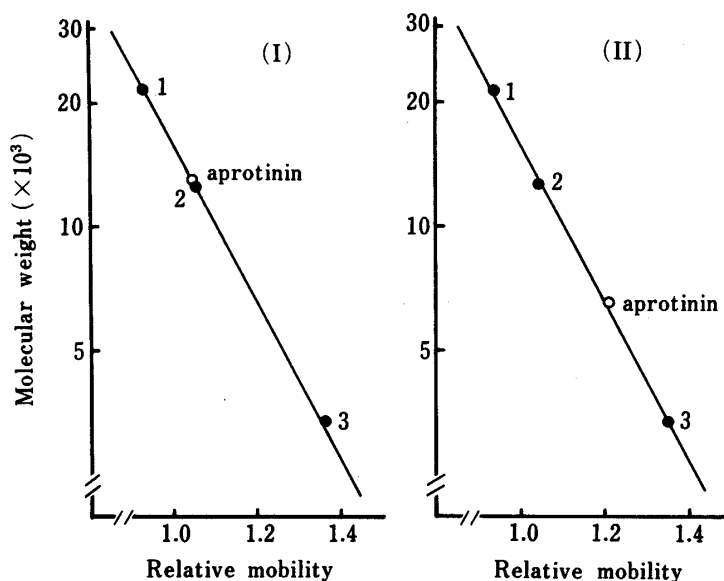 (I)
30
20
10
5
Molecular weight (×10³)
1
aprotinin
2
3
1.0 1.2 1.4
Relative mobility
(II)
30
20
10
5
1
2
aprotinin
3
1.0 1.2 1.4
Relative mobility